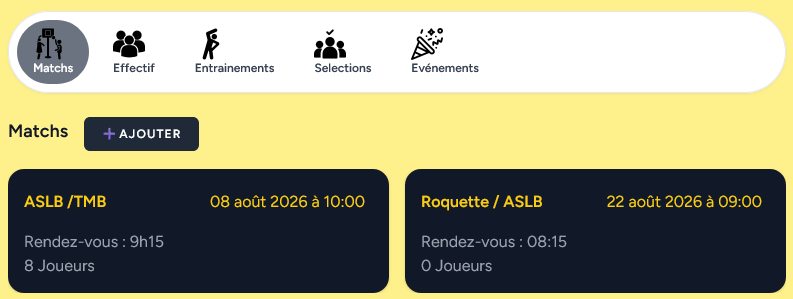 Matchs Effectif Entrainements Selections Evénements
Matchs AJOUTER
ASLB /TMB 08 août 2026 à 10:00
Rendez-vous : 9h15
8 Joueurs
Roquette / ASLB 22 août 2026 à 09:00
Rendez-vous : 08:15
0 Joueurs